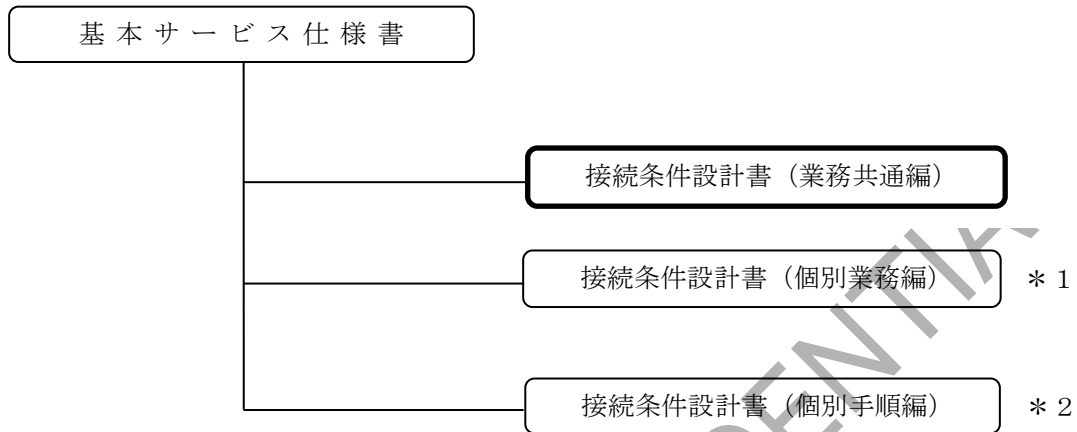 基本サービス仕様書
接続条件設計書（業務共通編）
接続条件設計書（個別業務編） ＊１
接続条件設計書（個別手順編） ＊２